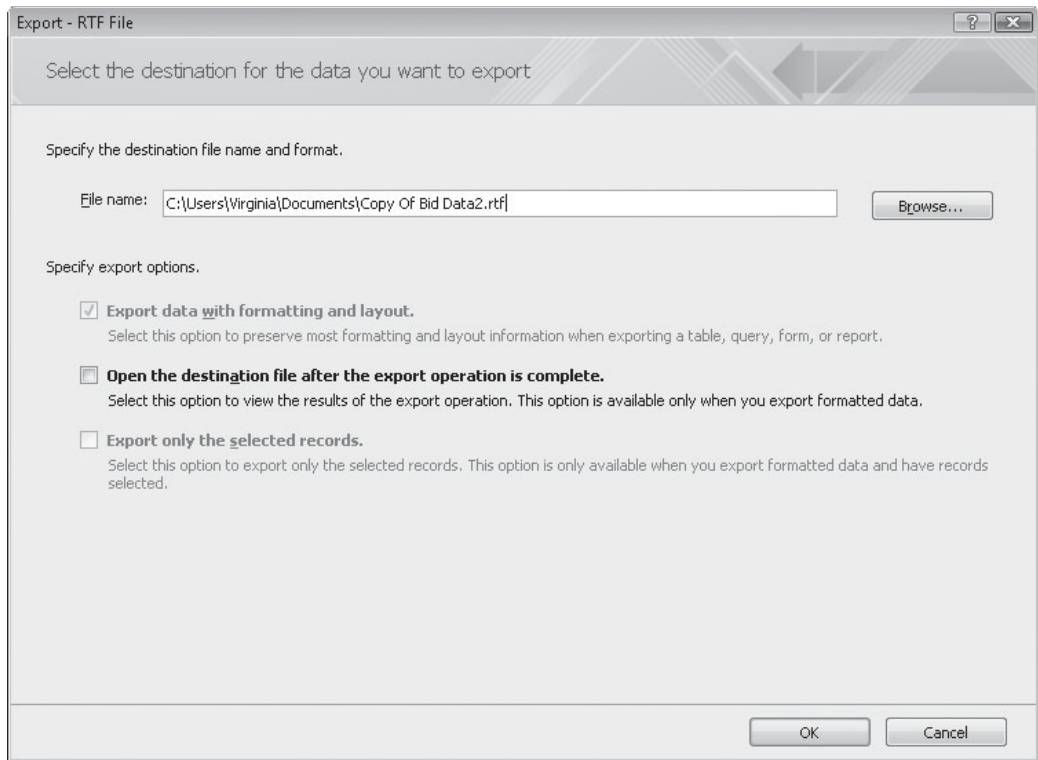 Export - RTF File
Select the destination for the data you want to export
Specify the destination file name and format.
File name: C:\Users\Virginia\Documents\Copy Of Bid Data2.rtf
Browse...
Specify export options.
Export data with formatting and layout.
Select this option to preserve most formatting and layout information when exporting a table, query, form, or report.
Open the destination file after the export operation is complete.
Select this option to view the results of the export operation. This option is available only when you export formatted data.
Export only the selected records.
Select this option to export only the selected records. This option is only available when you export formatted data and have records
selected.
OK
Cancel